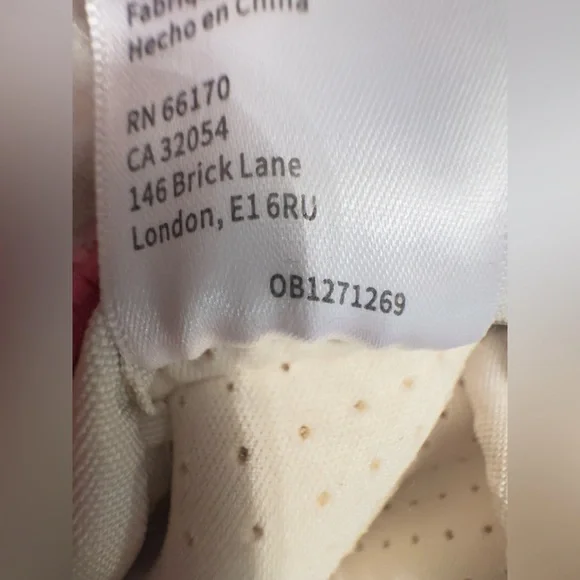 Hecho en China
RN 66170
CA 32054
146 Brick Lane
London, E1 6RU
OB1271269